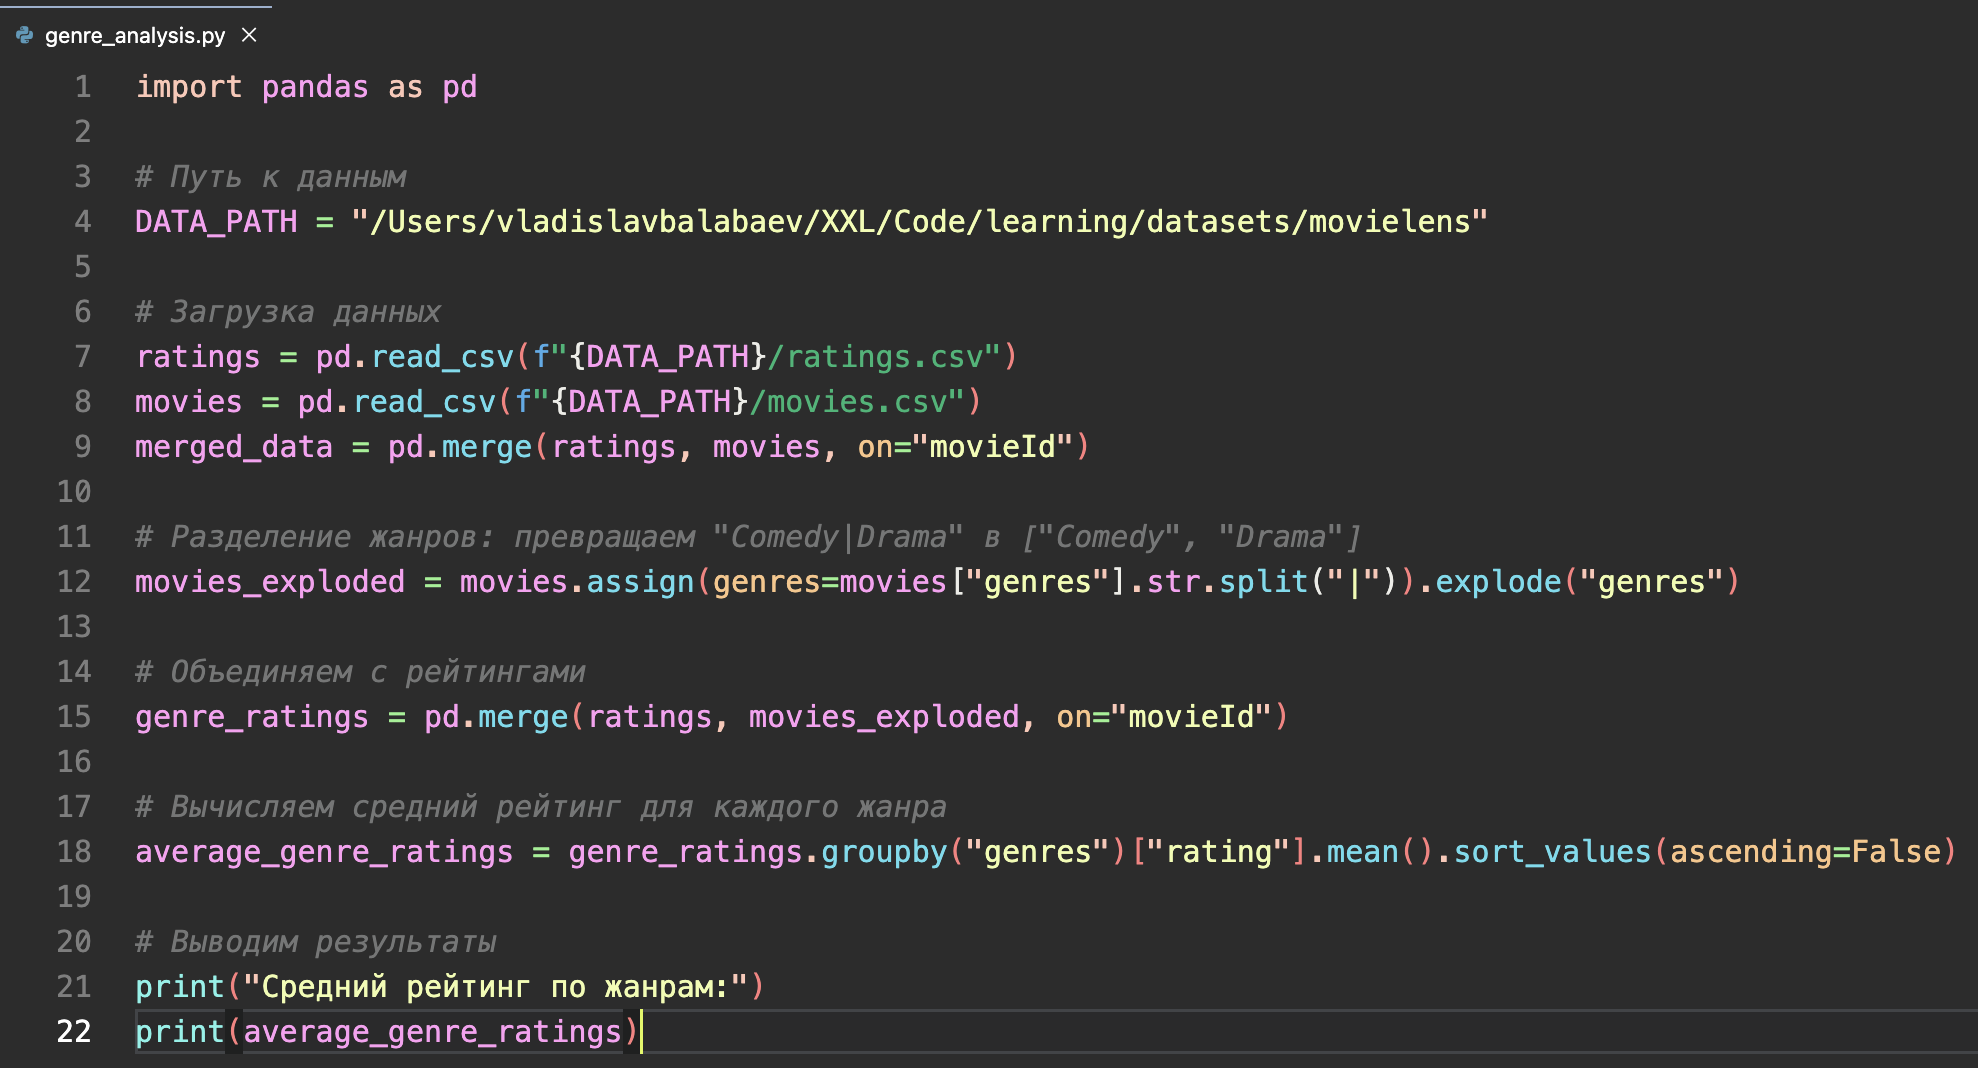 genre_analysis.py
1 import pandas as pd
2
3 # Путь к данным
4 DATA_PATH = "/Users/vladislavbalabaev/XXL/Code/learning/datasets/movielens"
5
6 # Загрузка данных
7 ratings = pd.read_csv(f"{DATA_PATH}/ratings.csv")
8 movies = pd.read_csv(f"{DATA_PATH}/movies.csv")
9 merged_data = pd.merge(ratings, movies, on="movieId")
10
11 # Разделение жанров: превращаем "Comedy|Drama" в ["Comedy", "Drama"]
12 movies_exploded = movies.assign(genres=movies["genres"].str.split("|")).explode("genres")
13
14 # Объединяем с рейтингами
15 genre_ratings = pd.merge(ratings, movies_exploded, on="movieId")
16
17 # Вычисляем средний рейтинг для каждого жанра
18 average_genre_ratings = genre_ratings.groupby("genres")["rating"].mean().sort_values(ascending=False)
19
20 # Выводим результаты
21 print("Средний рейтинг по жанрам:")
22 print(average_genre_ratings)